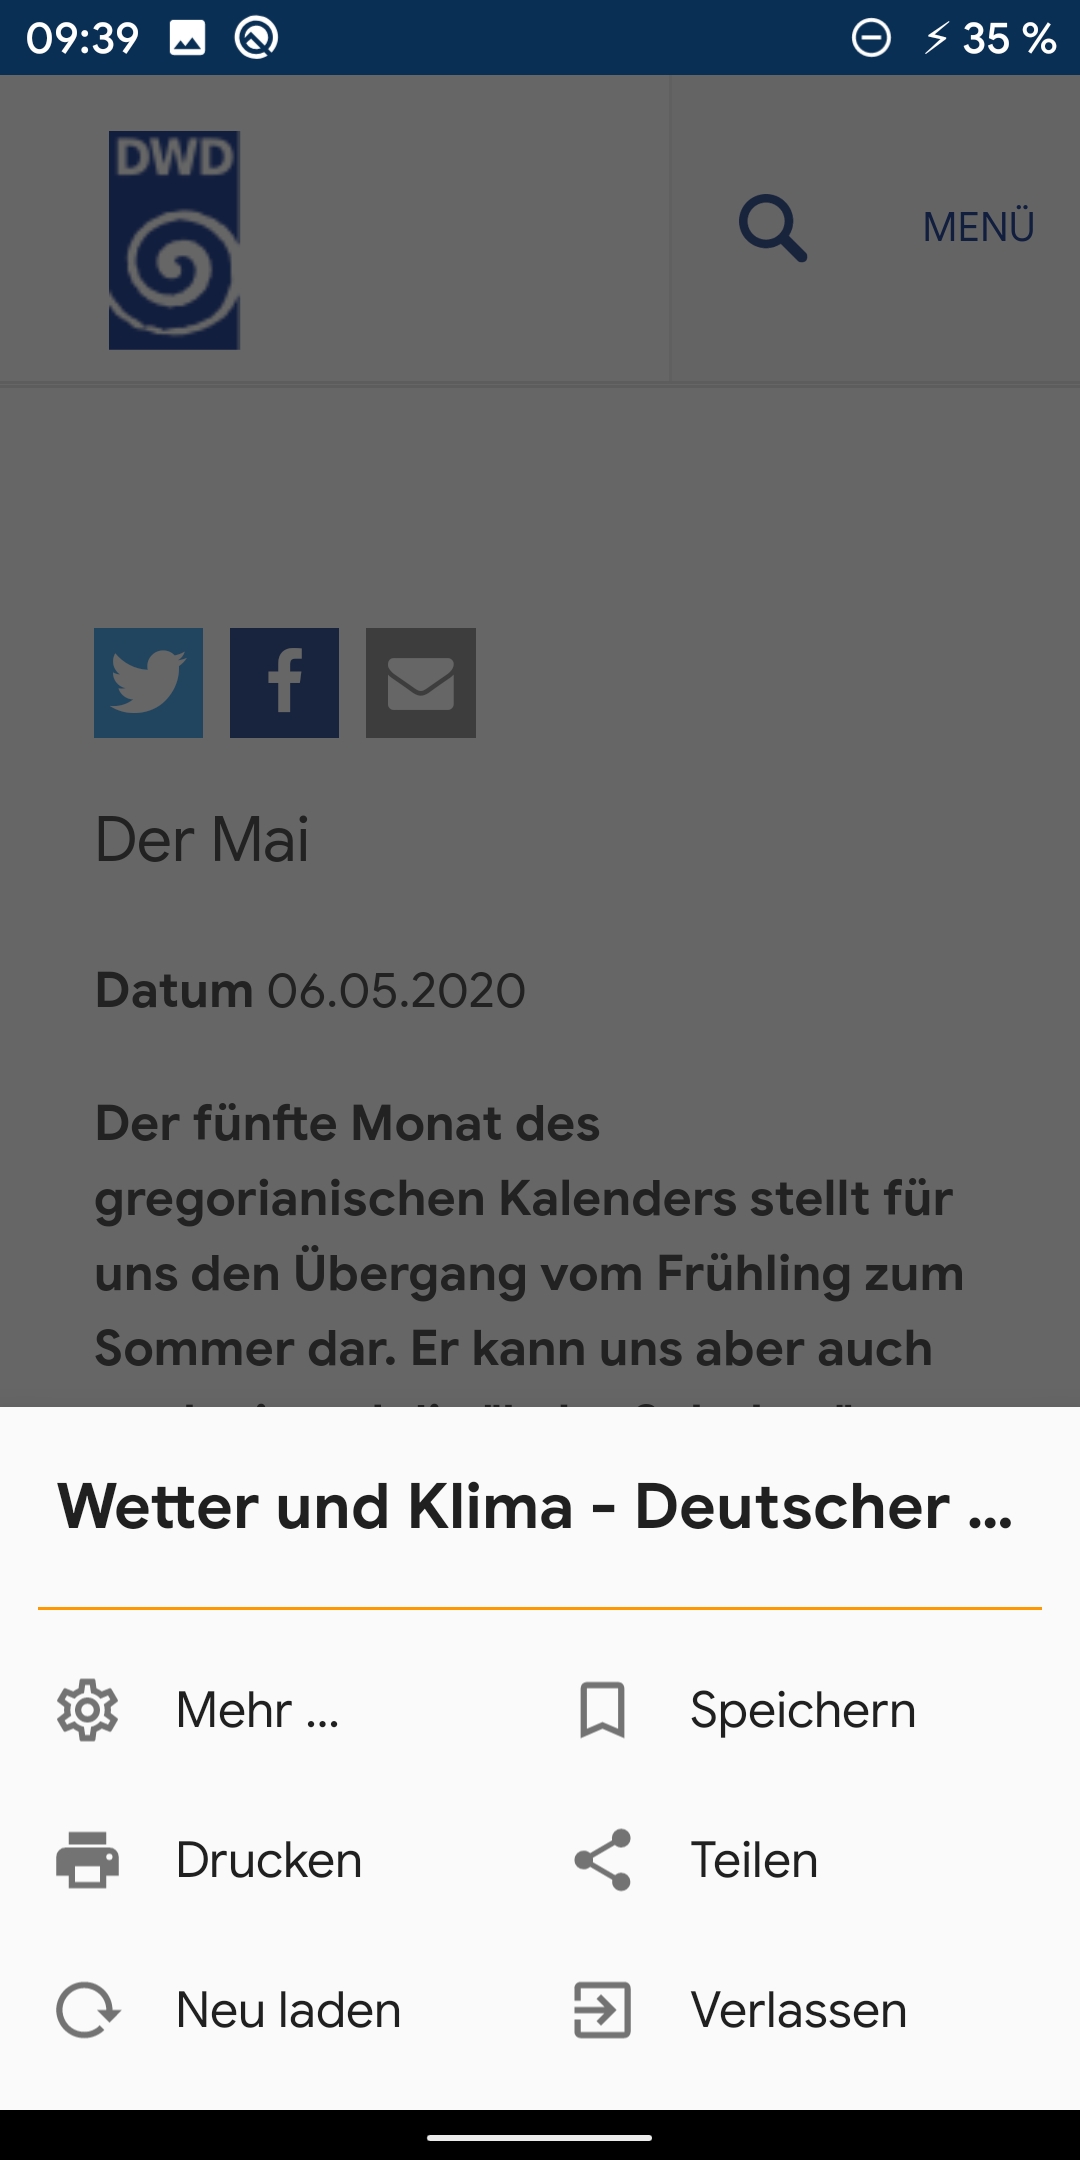 09:39
35 %
DWD
MENÜ
Der Mai
Datum 06.05.2020
Der fünfte Monat des
gregorianischen Kalenders stellt für
uns den Übergang vom Frühling zum
Sommer dar. Er kann uns aber auch
Wetter und Klima - Deutscher ...
Mehr ...
Speichern
Drucken
Teilen
Neu laden
Verlassen